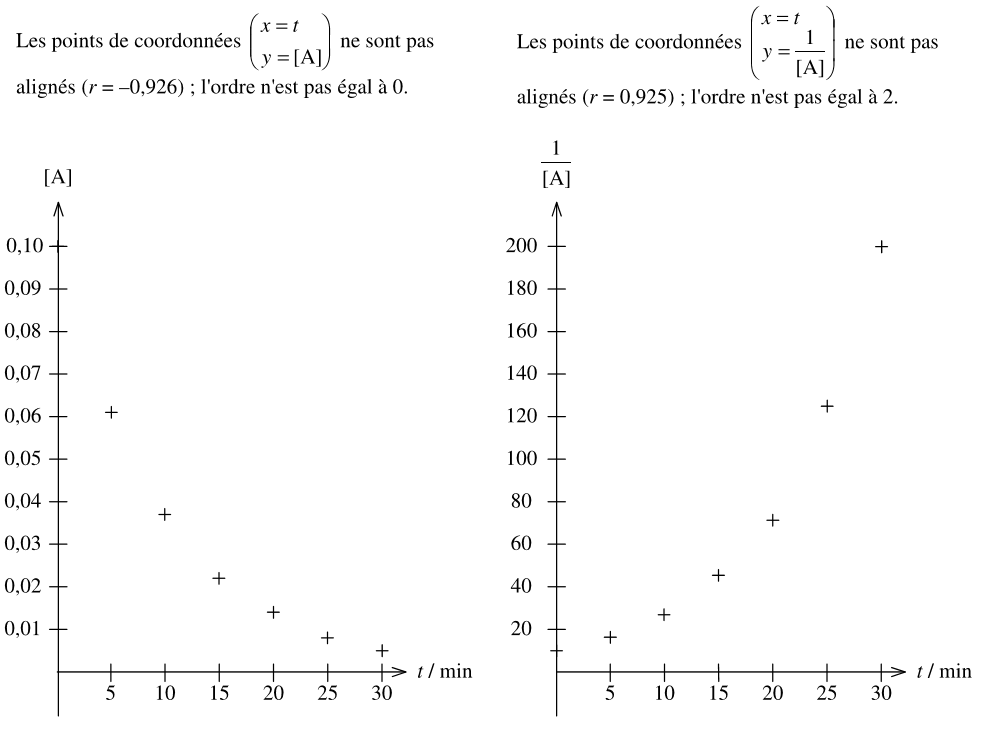 Les points de coordonnées (x = t
y = [A]) ne sont pas
alignés (r = –0,926) ; l'ordre n'est pas égal à 0.
[A]
0,10
0,09
0,08
0,07
0,06
0,05
0,04
0,03
0,02
0,01
5 10 15 20 25 30 t / min
Les points de coordonnées (x = t
y = 1/[A]) ne sont pas
alignés (r = 0,925) ; l'ordre n'est pas égal à 2.
1
[A]
200
180
160
140
120
100
80
60
40
20
5 10 15 20 25 30 t / min